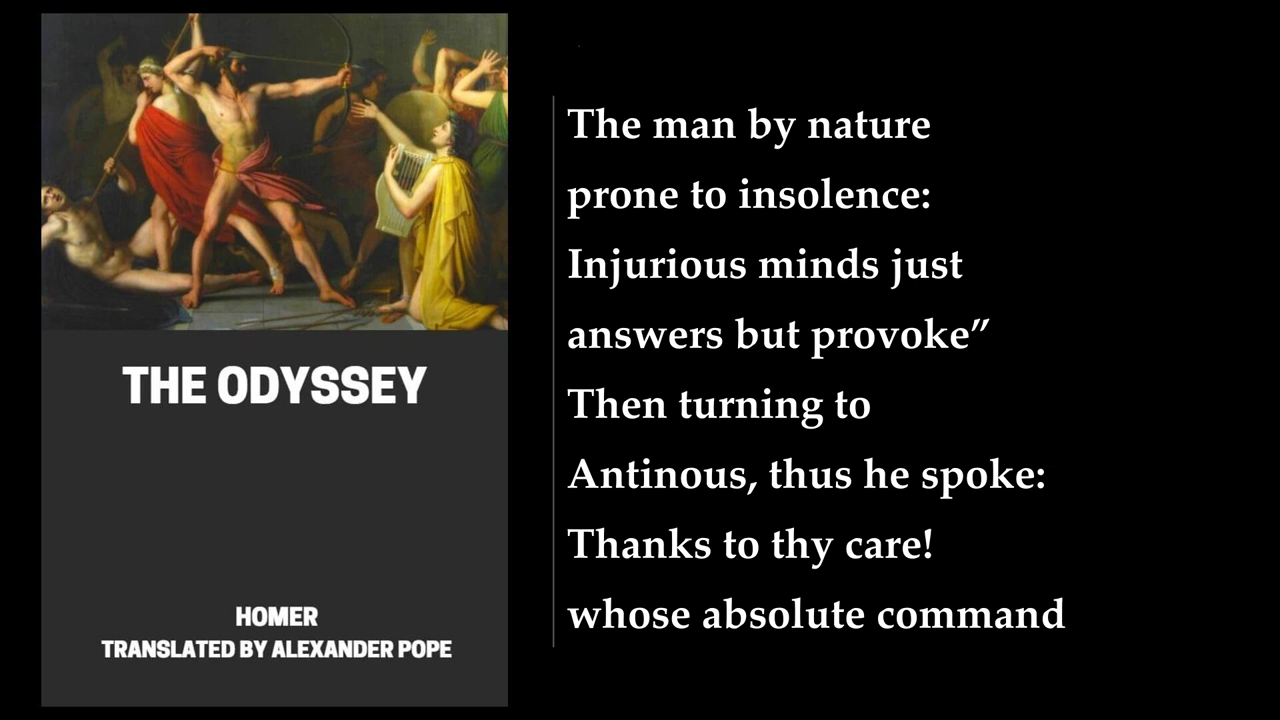 THE ODYSSEY
HOMER
TRANSLATED BY ALEXANDER POPE
The man by nature
prone to insolence:
Injurious minds just
answers but provoke”
Then turning to
Antinous, thus he spoke:
Thanks to thy care!
whose absolute command